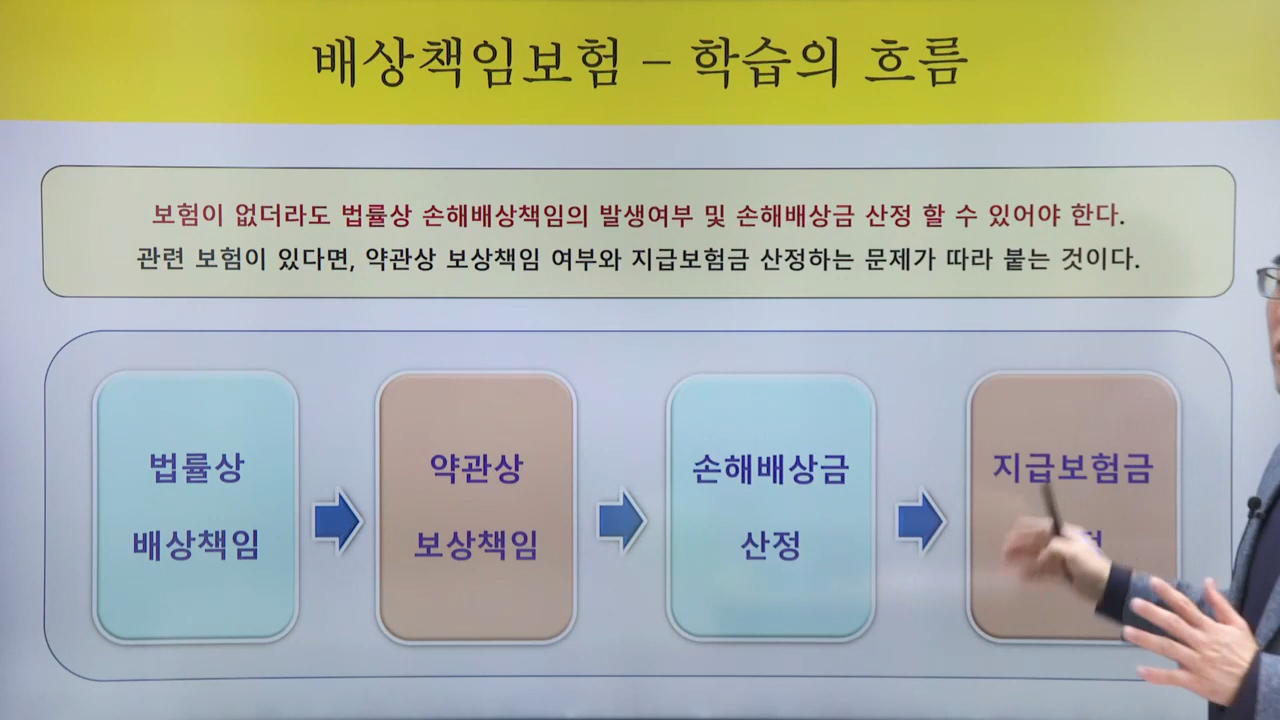 배상책임보험 – 학습의 흐름
보험이 없더라도 법률상 손해배상책임의 발생여부 및 손해배상금 산정 할 수 있어야 한다.
관련 보험이 있다면, 약관상 보상책임 여부와 지급보험금 산정하는 문제가 따라 붙는 것이다.
법률상
배상책임
약관상
보상책임
손해배상금
산정
지급보험금